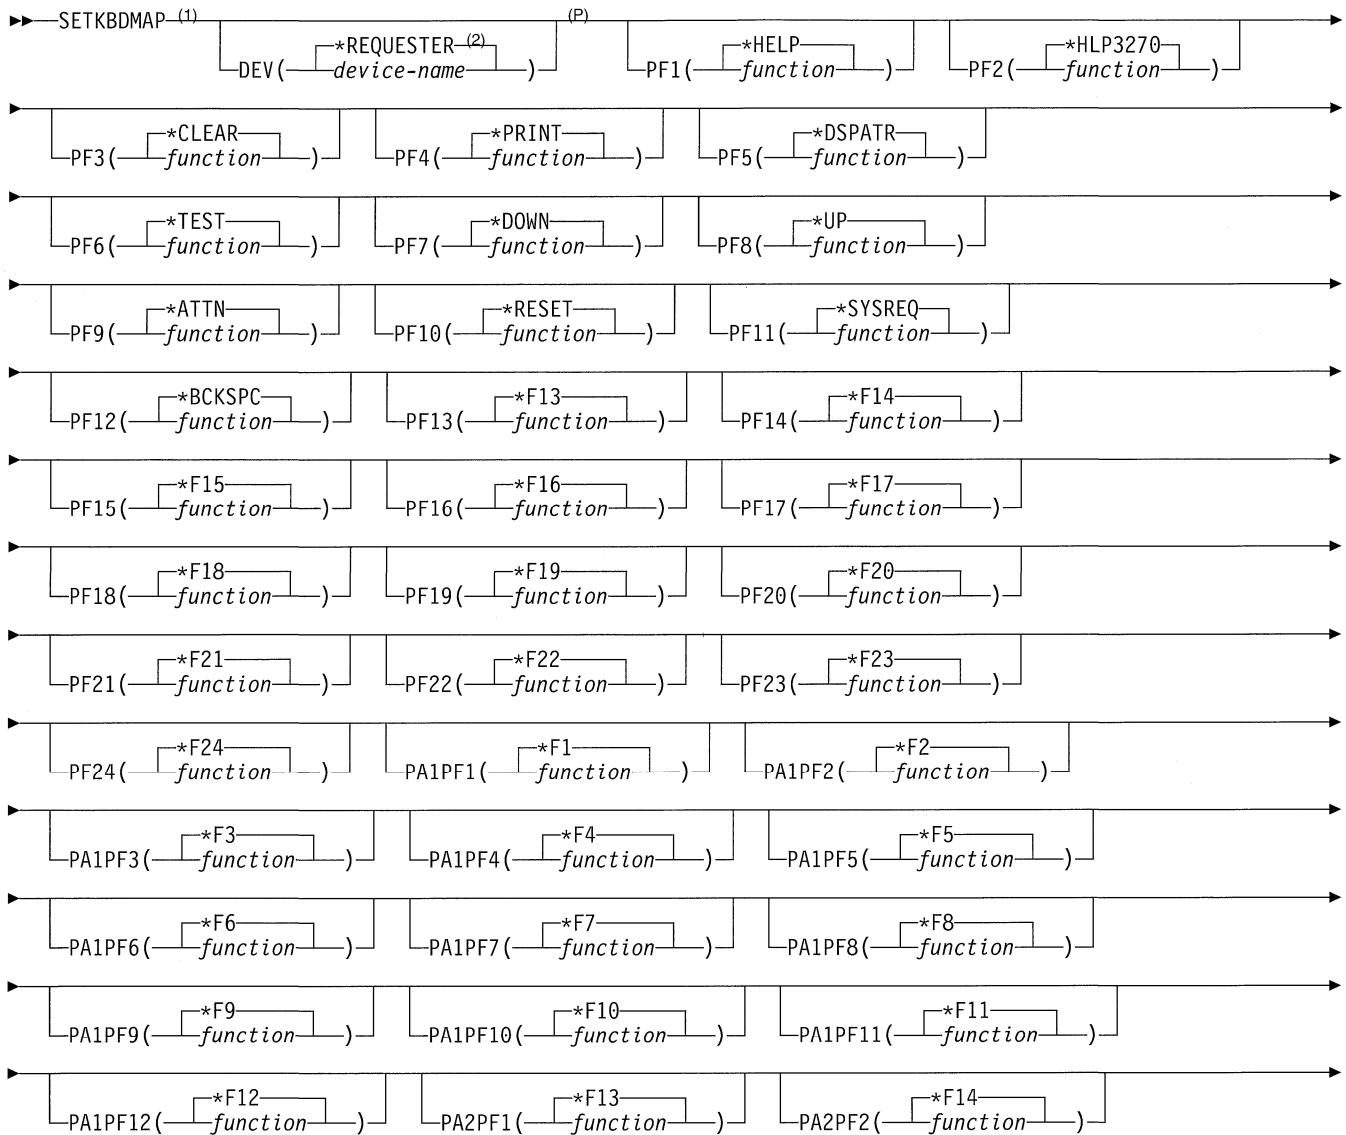 SETKBDMAP (1) (P)
*REQUESTER (2) *HELP *HLP3270
DEV( device-name ) PF1( function ) PF2( function )
*CLEAR *PRINT *DSPATR
PF3( function ) PF4( function ) PF5( function )
*TEST *DOWN *UP
PF6( function ) PF7( function ) PF8( function )
*ATTN *RESET *SYSREQ
PF9( function ) PF10( function ) PF11( function )
*BCKSPC *F13 *F14
PF12( function ) PF13( function ) PF14( function )
*F15 *F16 *F17
PF15( function ) PF16( function ) PF17( function )
*F18 *F19 *F20
PF18( function ) PF19( function ) PF20( function )
*F21 *F22 *F23
PF21( function ) PF22( function ) PF23( function )
*F24 *F1 *F2
PF24( function ) PA1PF1( function ) PA1PF2( function )
*F3 *F4 *F5
PA1PF3( function ) PA1PF4( function ) PA1PF5( function )
*F6 *F7 *F8
PA1PF6( function ) PA1PF7( function ) PA1PF8( function )
*F9 *F10 *F11
PA1PF9( function ) PA1PF10( function ) PA1PF11( function )
*F12 *F13 *F14
PA1PF12( function ) PA2PF1( function ) PA2PF2( function )